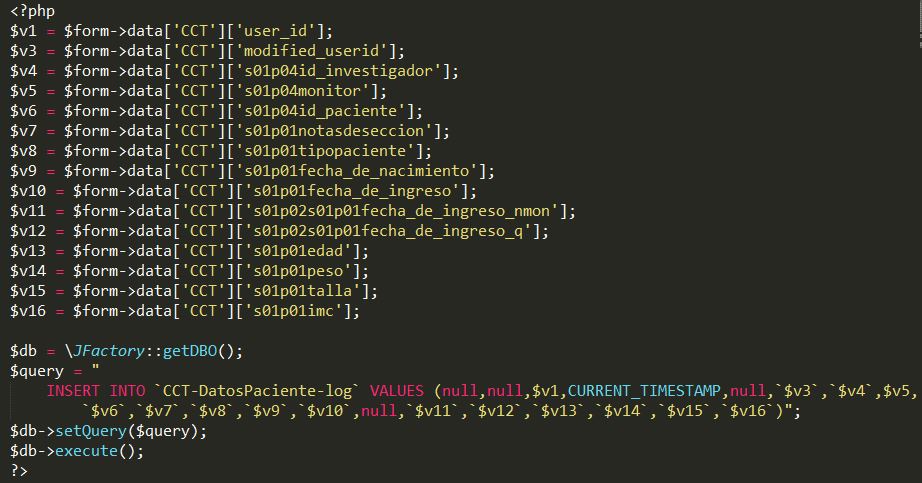 <?php
$v1 = $form->data['CCT']['user_id'];
$v3 = $form->data['CCT']['modified_userid'];
$v4 = $form->data['CCT']['s01p04id_investigador'];
$v5 = $form->data['CCT']['s01p04monitor'];
$v6 = $form->data['CCT']['s01p04id_paciente'];
$v7 = $form->data['CCT']['s01p01notasdeseccion'];
$v8 = $form->data['CCT']['s01p01tipopaciente'];
$v9 = $form->data['CCT']['s01p01fecha_de_nacimiento'];
$v10 = $form->data['CCT']['s01p01fecha_de_ingreso'];
$v11 = $form->data['CCT']['s01p02s01p01fecha_de_ingreso_nmon'];
$v12 = $form->data['CCT']['s01p02s01p01fecha_de_ingreso_q'];
$v13 = $form->data['CCT']['s01p01edad'];
$v14 = $form->data['CCT']['s01p01peso'];
$v15 = $form->data['CCT']['s01p01talla'];
$v16 = $form->data['CCT']['s01p01imc'];
$db = \JFactory::getDBO();
$query = "
INSERT INTO `CCT-DatosPaciente-log` VALUES (null,null,$v1,CURRENT_TIMESTAMP,null,`$v3`,`$v4`,$v5,
`$v6`,`$v7`,`$v8`,`$v9`,`$v10`,null,`$v11`,`$v12`,`$v13`,`$v14`,`$v15`,`$v16`)";
$db->setQuery($query);
$db->execute();
?>